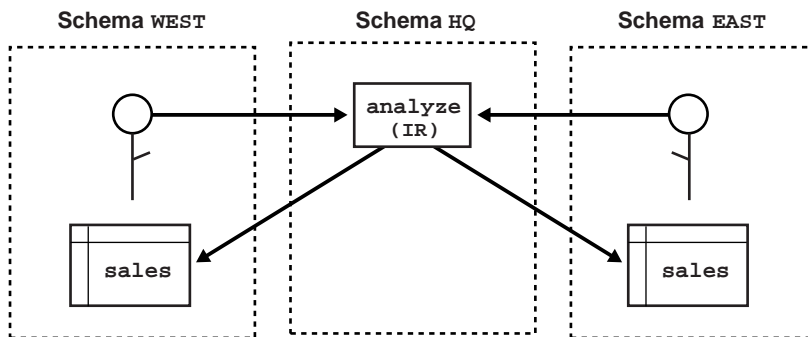 Schema WEST
Schema HQ
Schema EAST
analyze
(IR)
sales
sales